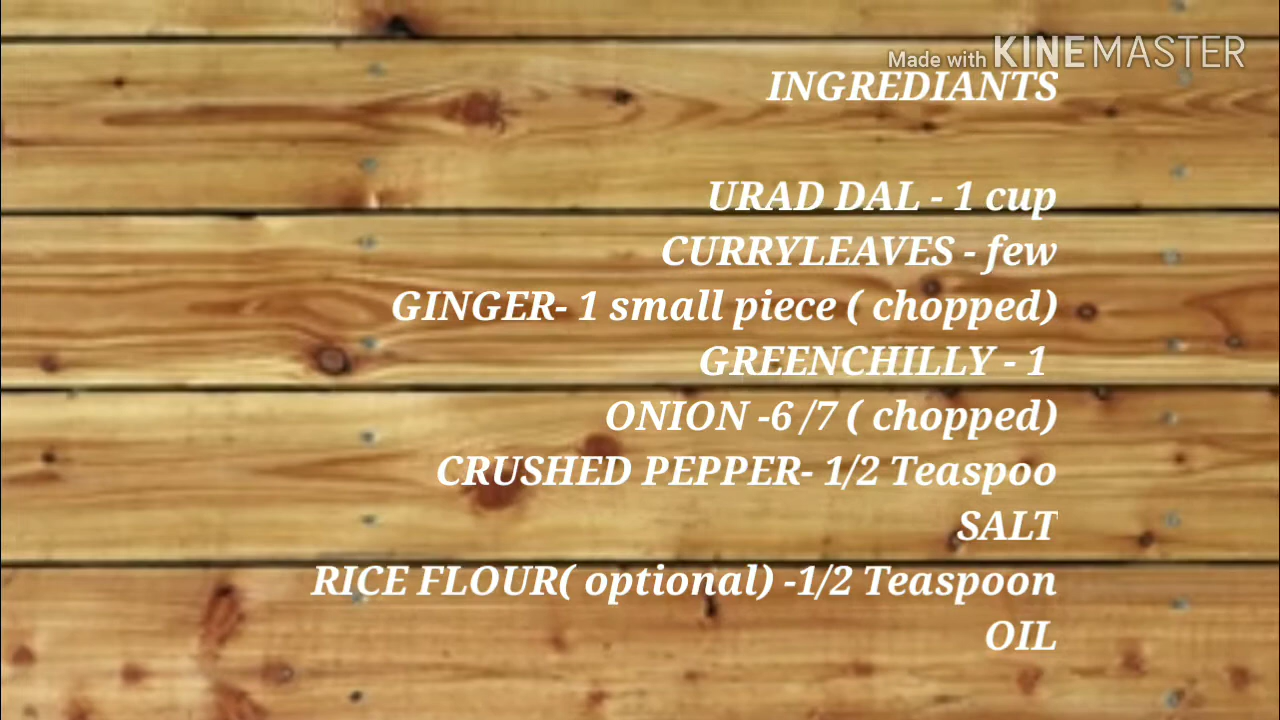 Made with KINEMASTER
INGREDIANTS
URAD DAL - 1 cup
CURRYLEAVES - few
GINGER- 1 small piece ( chopped)
GREENCHILLY - 1
ONION -6 /7 ( chopped)
CRUSHED PEPPER- 1/2 Teaspoo
SALT
RICE FLOUR( optional) -1/2 Teaspoon
OIL